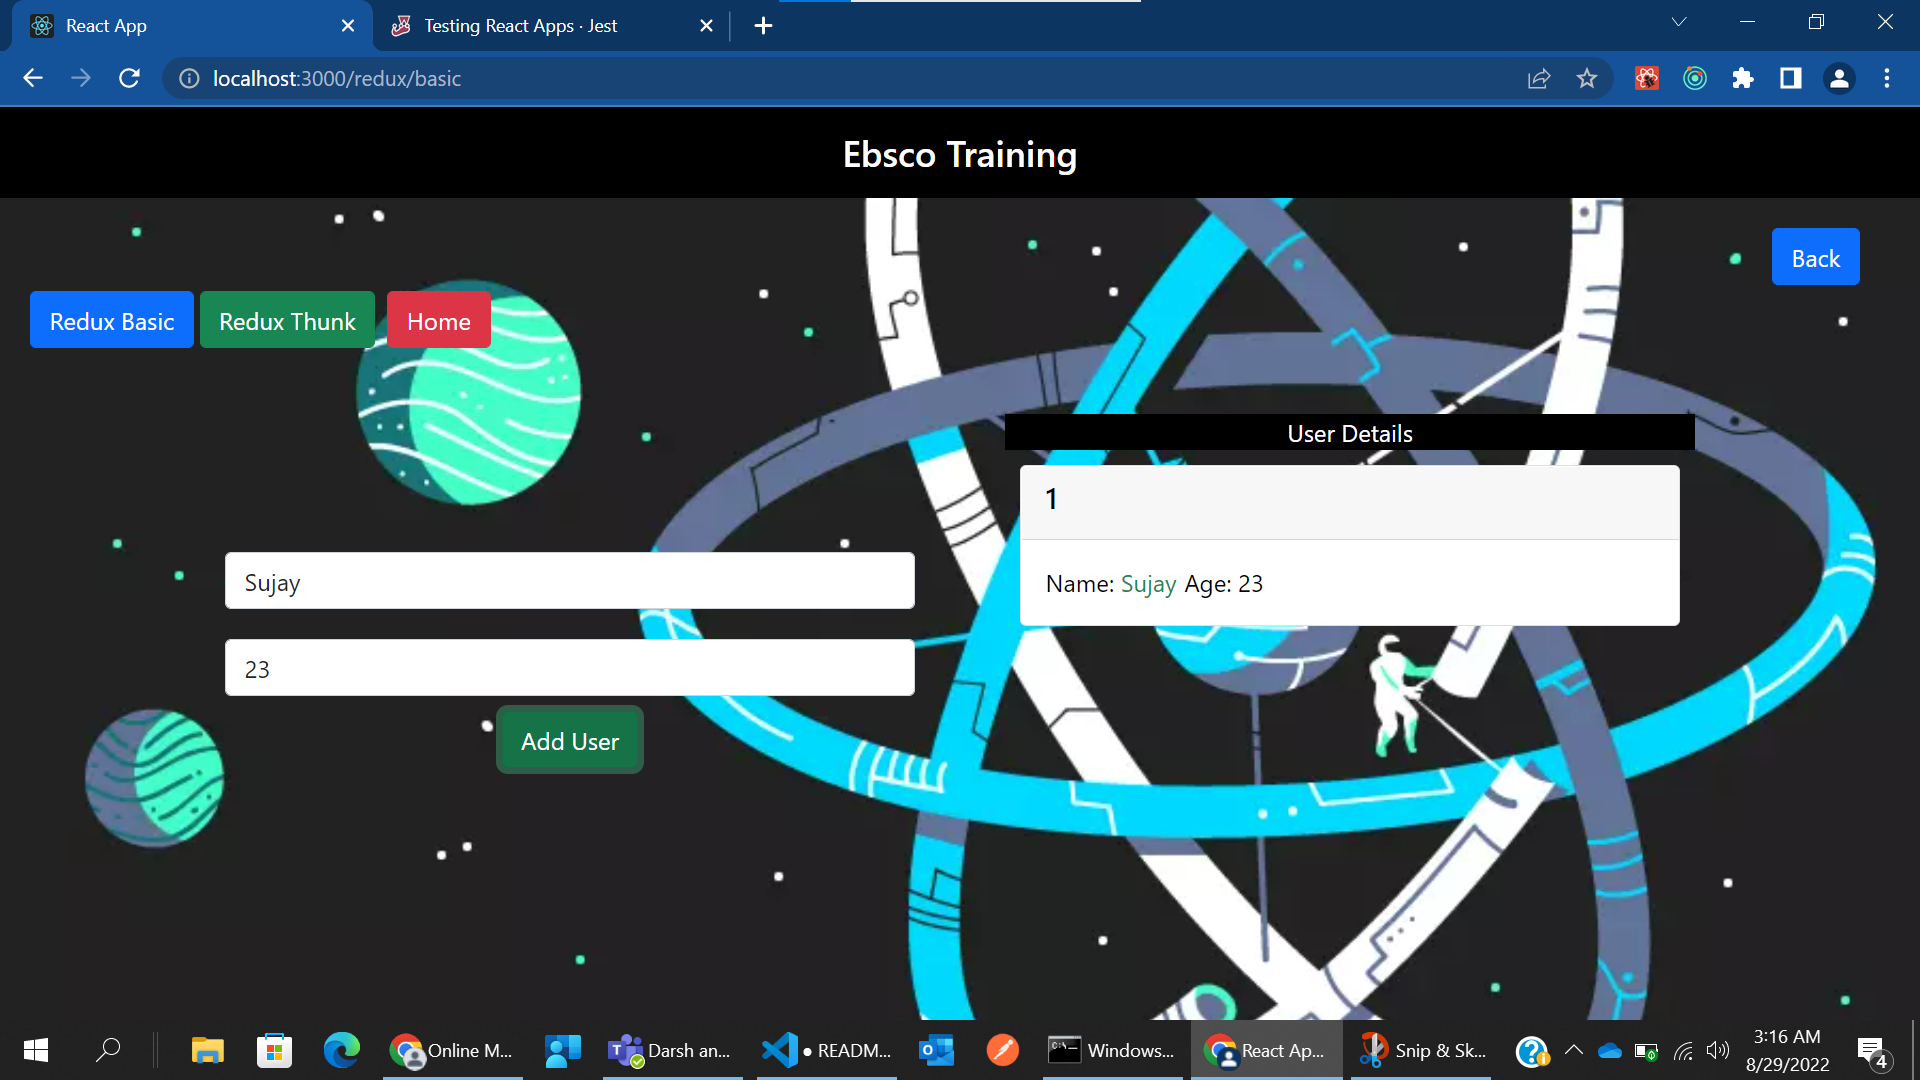 React App
Testing React Apps · Jest
localhost:3000/redux/basic
Ebsco Training
Back
Redux Basic
Redux Thunk
Home
User Details
1
Name: Sujay Age: 23
Sujay
23
Add User
Online M...
Darsh an...
● READM...
Windows...
React Ap...
Snip & Sk...
3:16 AM
8/29/2022
4